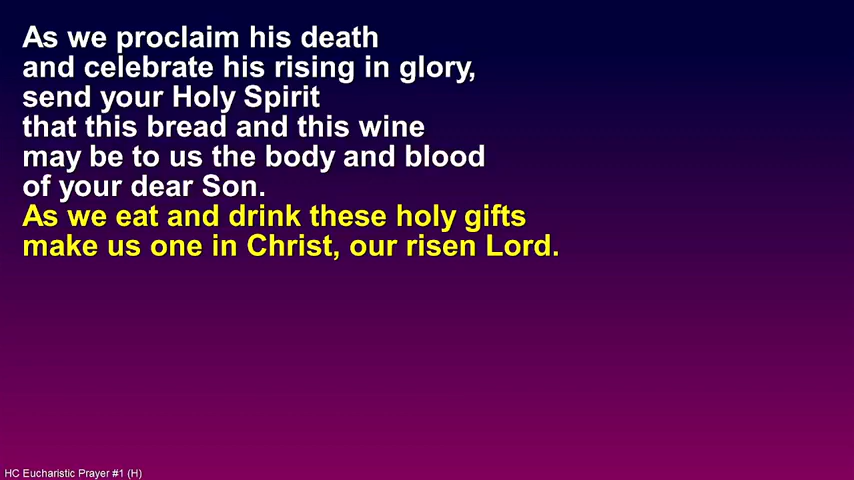 As we proclaim his death
and celebrate his rising in glory,
send your Holy Spirit
that this bread and this wine
may be to us the body and blood
of your dear Son.
As we eat and drink these holy gifts
make us one in Christ, our risen Lord.
HC Eucharistic Prayer #1 (H)